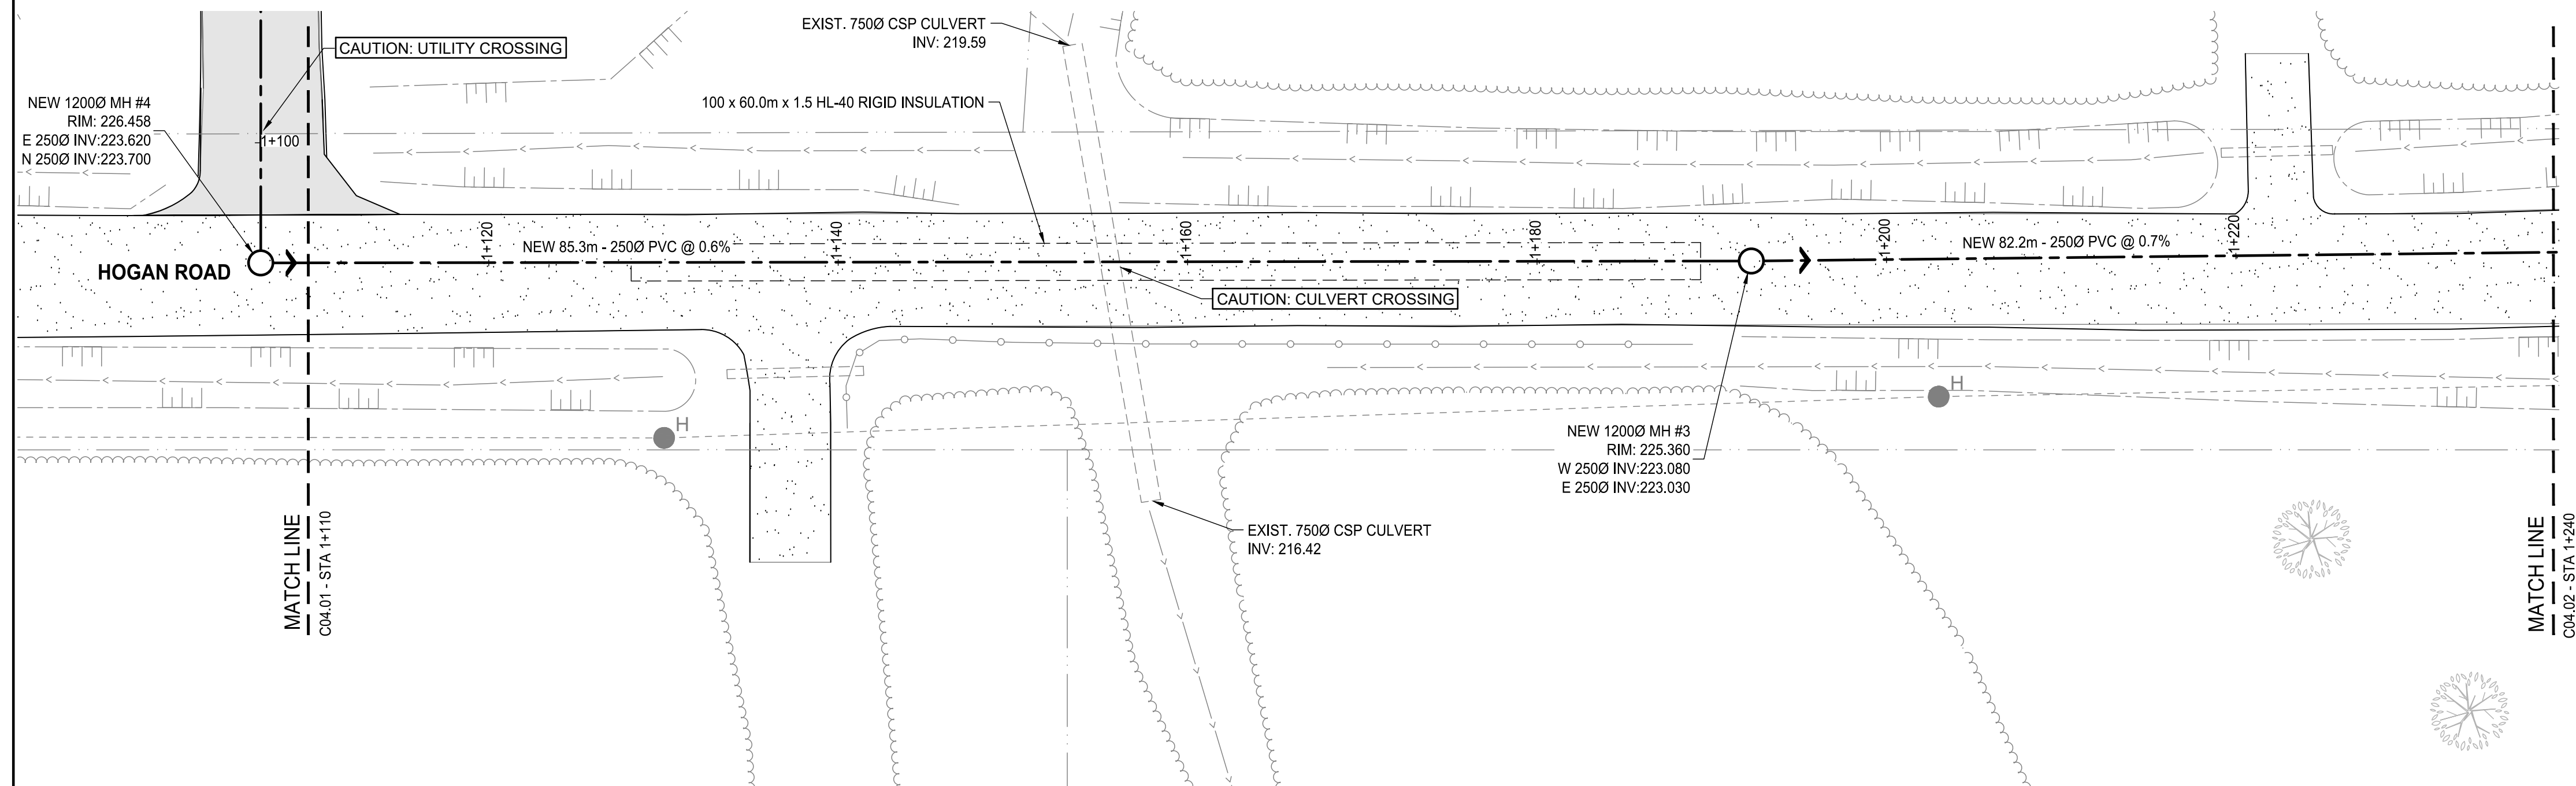 EXIST. 750Ø CSP CULVERT
INV: 219.59
CAUTION: UTILITY CROSSING
NEW 1200Ø MH #4
RIM: 226.458
E 250Ø INV:223.620
N 250Ø INV:223.700
100 x 60.0m x 1.5 HL-40 RIGID INSULATION
1+100
1+120
1+140
1+160
1+180
1+200
1+220
NEW 85.3m - 250Ø PVC @ 0.6%
NEW 82.2m - 250Ø PVC @ 0.7%
HOGAN ROAD
CAUTION: CULVERT CROSSING
H
H
NEW 1200Ø MH #3
RIM: 225.360
W 250Ø INV:223.080
E 250Ø INV:223.030
EXIST. 750Ø CSP CULVERT
INV: 216.42
MATCH LINE
C04.01 - STA 1+110
MATCH LINE
C04.02 - STA 1+240